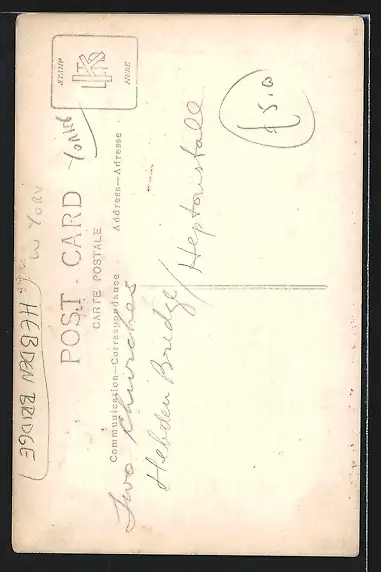 HEBDEN BRIDGE
W YORK
YORKS
STAMP
HERE
POST CARD
CARTE POSTALE
Communication—Correspondance
Address—Adresse
Two churches
Hebden Bridge/Heptonstall
£5.0